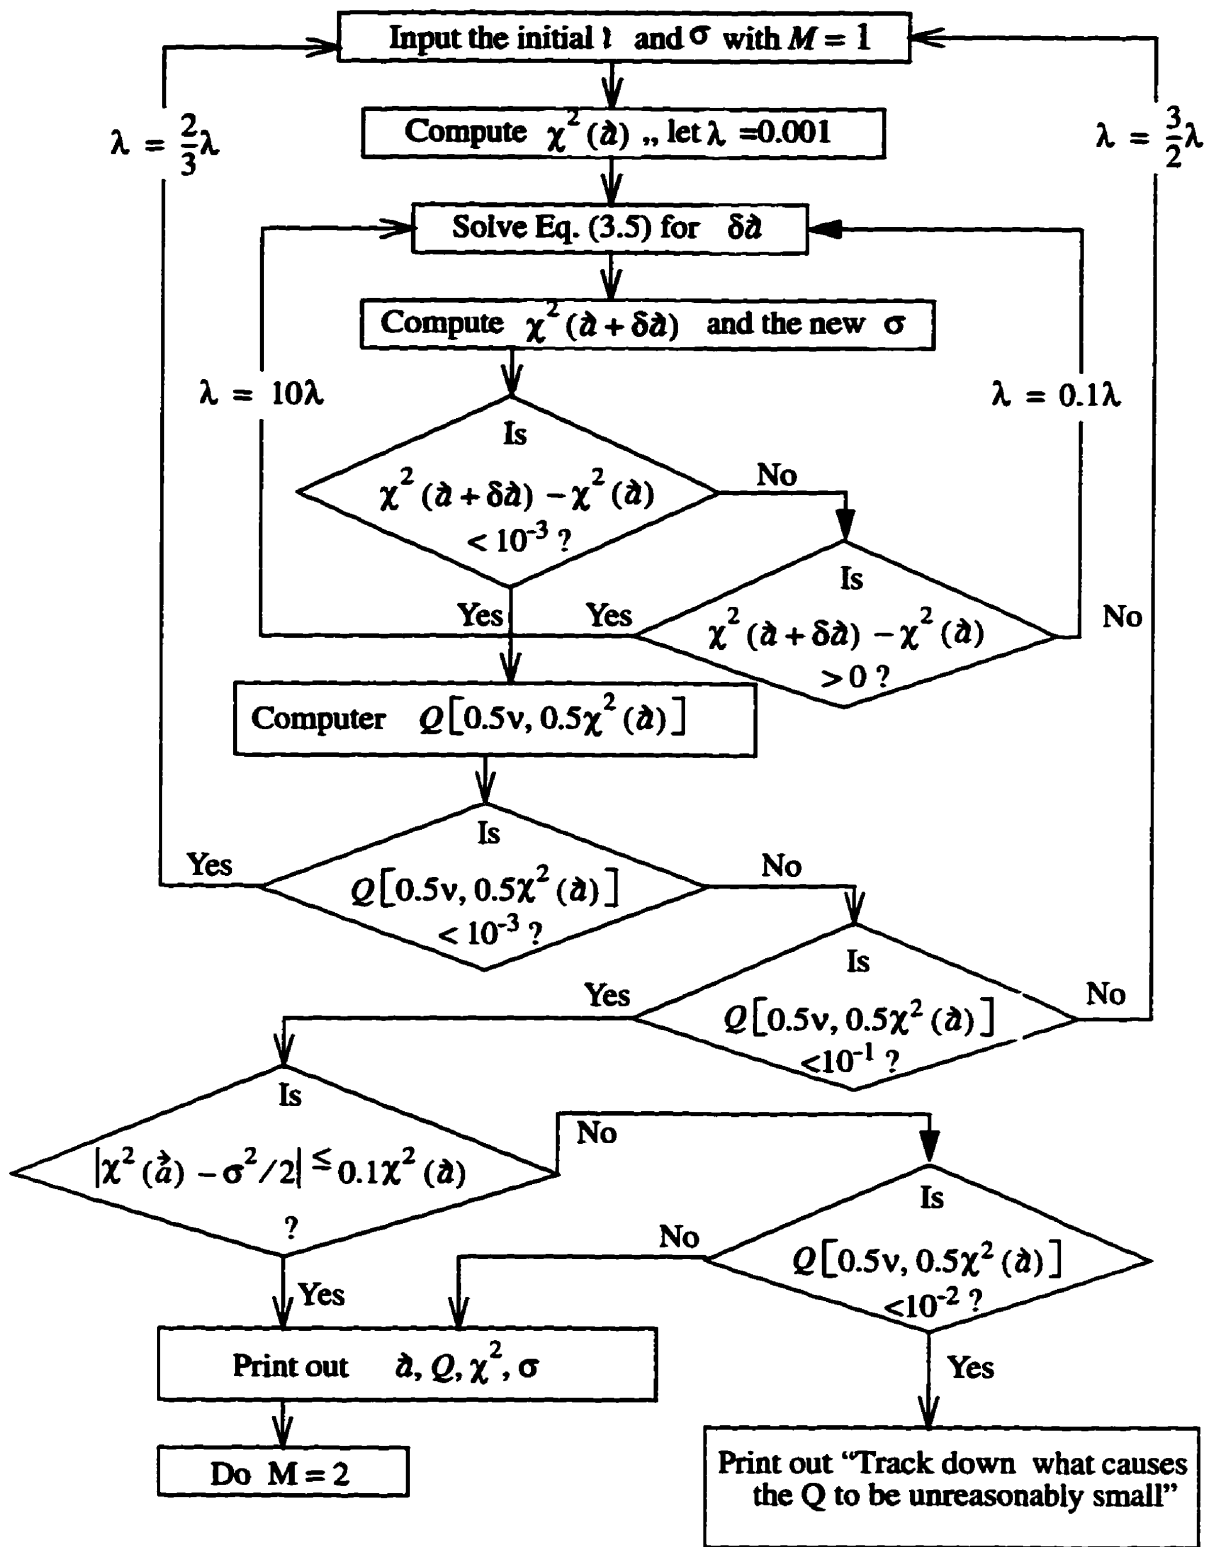 Input the initial and σ with M = 1
Compute χ²(a⃗) ,, let λ =0.001
λ = 2/3 λ
λ = 3/2 λ
Solve Eq. (3.5) for δa⃗
Compute χ²(a⃗ + δa⃗) and the new σ
λ = 10λ
λ = 0.1λ
Is
χ²(a⃗ + δa⃗) – χ²(a⃗)
< 10⁻³ ?
No
Is
χ²(a⃗ + δa⃗) – χ²(a⃗)
> 0 ?
Yes
Yes
No
Computer Q[0.5ν, 0.5χ²(a⃗)]
Is
Q[0.5ν, 0.5χ²(a⃗)]
< 10⁻³ ?
Yes
No
Is
Q[0.5ν, 0.5χ²(a⃗)]
<10⁻¹ ?
Yes
No
Is
|χ²(a⃗) – σ²/2| ≤ 0.1χ²(a⃗)
?
No
Is
Q[0.5ν, 0.5χ²(a⃗)]
<10⁻² ?
No
Yes
Yes
Print out a⃗, Q, χ², σ
Do M = 2
Print out “Track down what causes
the Q to be unreasonably small”